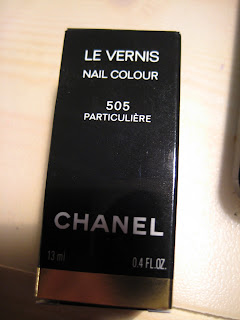 LE VERNIS
NAIL COLOUR
505
PARTICULIÈRE
CHANEL
13 ml 0.4 FL.OZ.